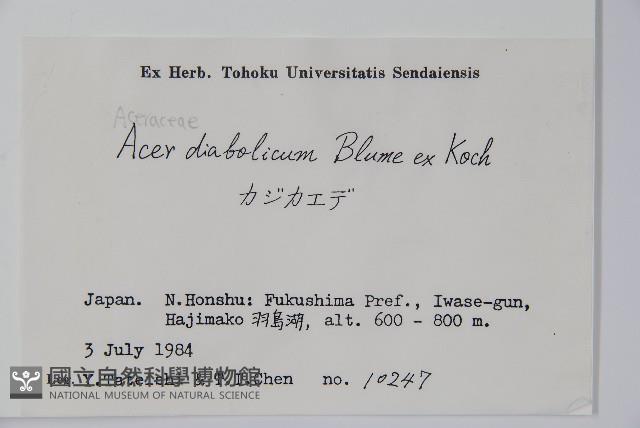 Ex Herb. Tohoku Universitatis Sendaiensis
Aceraceae
Acer diabolicum Blume ex Koch
カジカエデ
Japan. N.Honshu: Fukushima Pref., Iwase-gun,
Hajimako 羽鳥湖, alt. 600 - 800 m.
3 July 1984
Y. Tateishi & T. I. Chen no. 10247
國立自然科學博物館
NATIONAL MUSEUM OF NATURAL SCIENCE